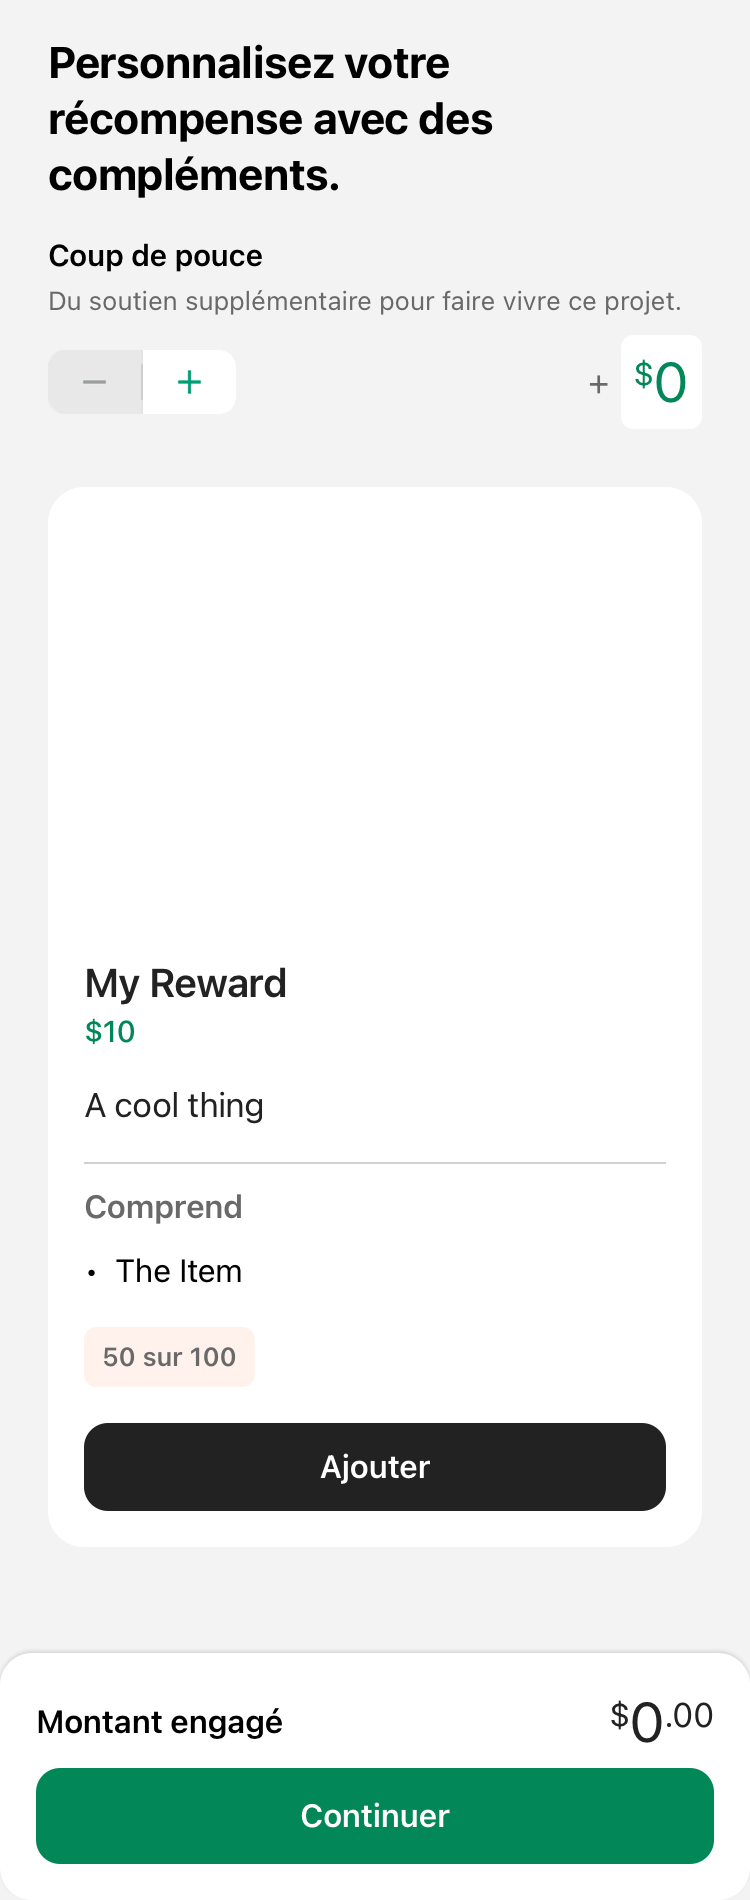 Personnalisez votre
récompense avec des
compléments.
Coup de pouce
Du soutien supplémentaire pour faire vivre ce projet.
− + + $0
My Reward
$10
A cool thing
Comprend
• The Item
50 sur 100
Ajouter
Montant engagé $0.00
Continuer